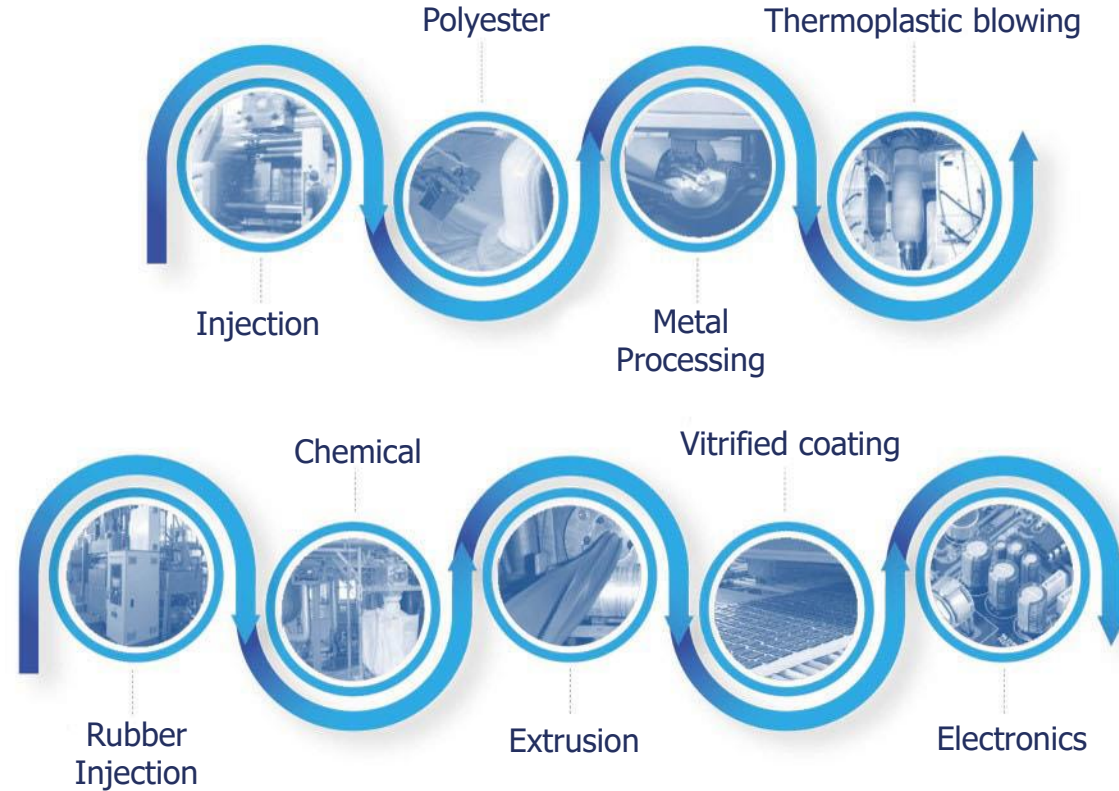 Polyester
Thermoplastic blowing
Injection
Metal
Processing
Chemical
Vitrified coating
Rubber
Injection
Extrusion
Electronics